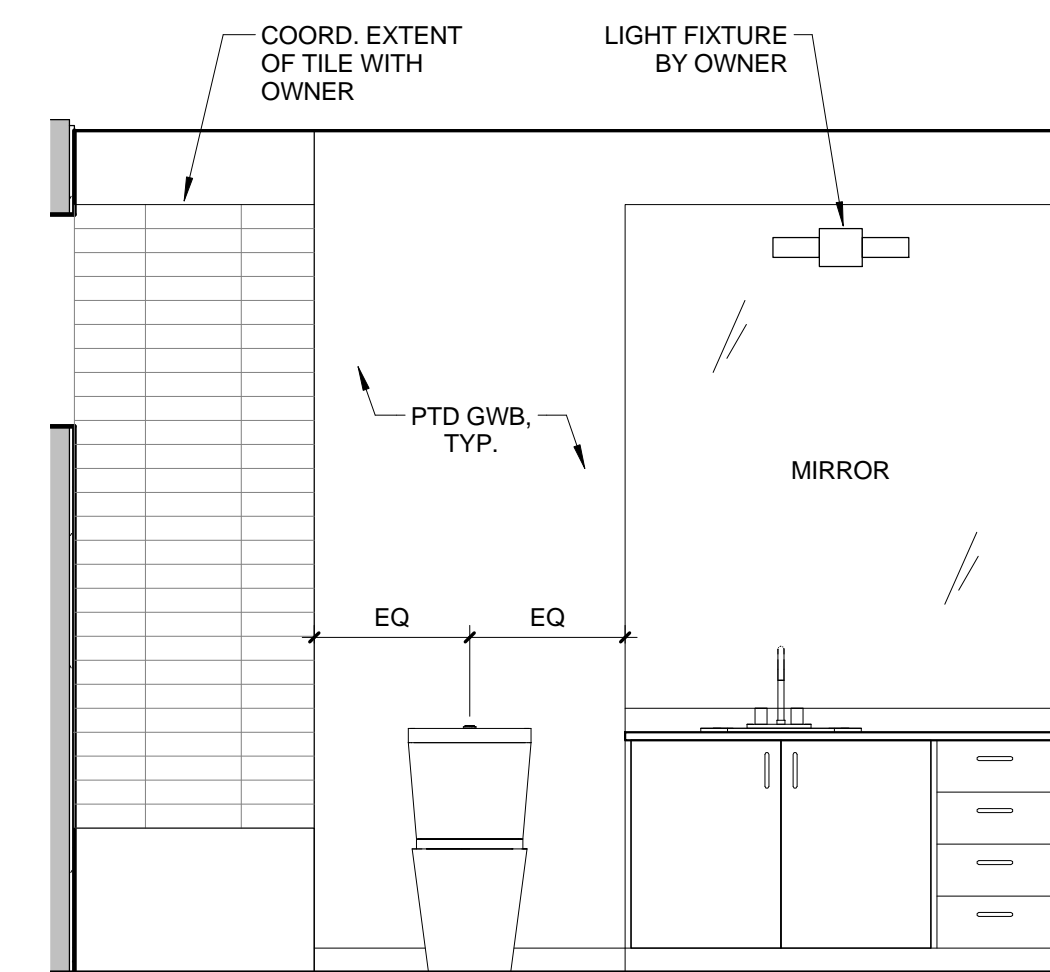 COORD. EXTENT
OF TILE WITH
OWNER
LIGHT FIXTURE
BY OWNER
PTD GWB,
TYP.
MIRROR
EQ
EQ